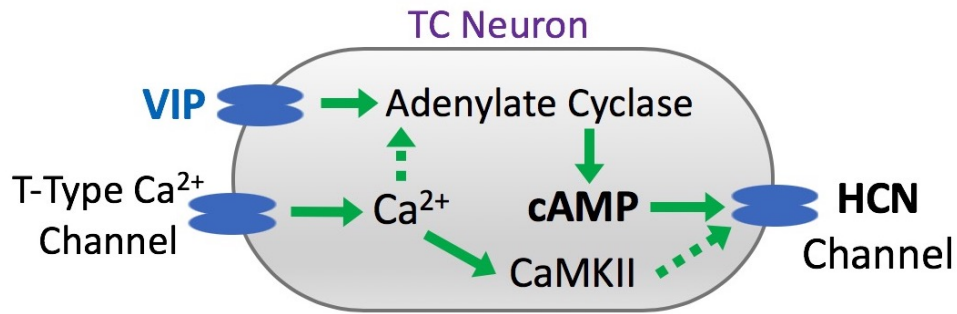 TC Neuron
VIP
Adenylate Cyclase
T-Type Ca²⁺
Channel
Ca²⁺
cAMP
HCN
Channel
CaMKII